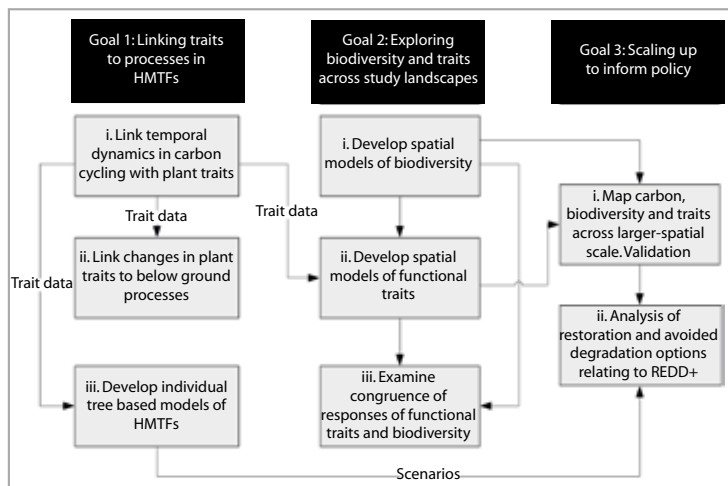 Goal 1: Linking traits
to processes in
HMTFs
i. Link temporal
dynamics in carbon
cycling with plant traits
Trait data
Trait data
ii. Link changes in plant
traits to below ground
processes
Trait data
iii. Develop individual
tree based models of
HMTFs
Goal 2: Exploring
biodiversity and traits
across study landscapes
i. Develop spatial
models of biodiversity
ii. Develop spatial
models of functional
traits
iii. Examine
congruence of
responses of functional
traits and biodiversity
Goal 3: Scaling up
to inform policy
i. Map carbon,
biodiversity and traits
across larger-spatial
scale.Validation
ii. Analysis of
restoration and avoided
degradation options
relating to REDD+
Scenarios